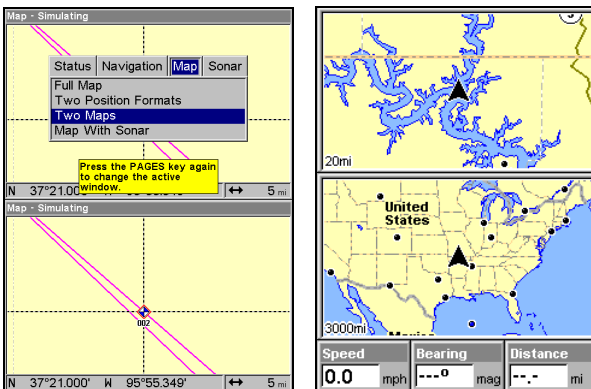 Map - Simulating
Status Navigation Map Sonar
Full Map
Two Position Formats
Two Maps
Map With Sonar
Press the PAGES key again
to change the active
window.
N 37°21.00 5 mi
Map - Simulating
002
N 37°21.000' W 95°55.349' 5 mi
20mi
United
States
3000mi
Speed Bearing Distance
0.0 mph ---° mag --.- mi